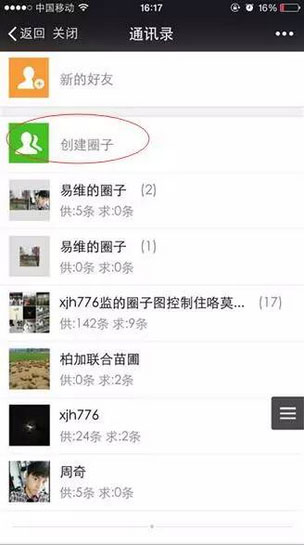 中国移动 16:17 16%
返回 关闭 通讯录
新的好友
创建圈子
易维的圈子 (2)
供:5条 求:0条
易维的圈子 (1)
供:0条 求:0条
xjh776监的圈子图控制住咯莫... (17)
供:142条 求:9条
柏加联合苗圃
供:0条 求:0条
xjh776
供:24条 求:2条
周奇
供:5条 求:0条